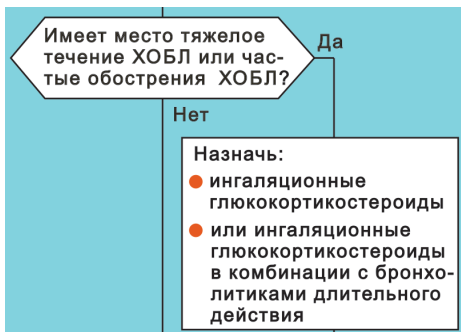 Имеет место тяжелое
течение ХОБЛ или час-
тые обострения ХОБЛ?
Да
Нет
Назначь:
ингаляционные
глюкокортикостероиды
или ингаляционные
глюкокортикостероиды
в комбинации с бронхо-
литиками длительного
действия